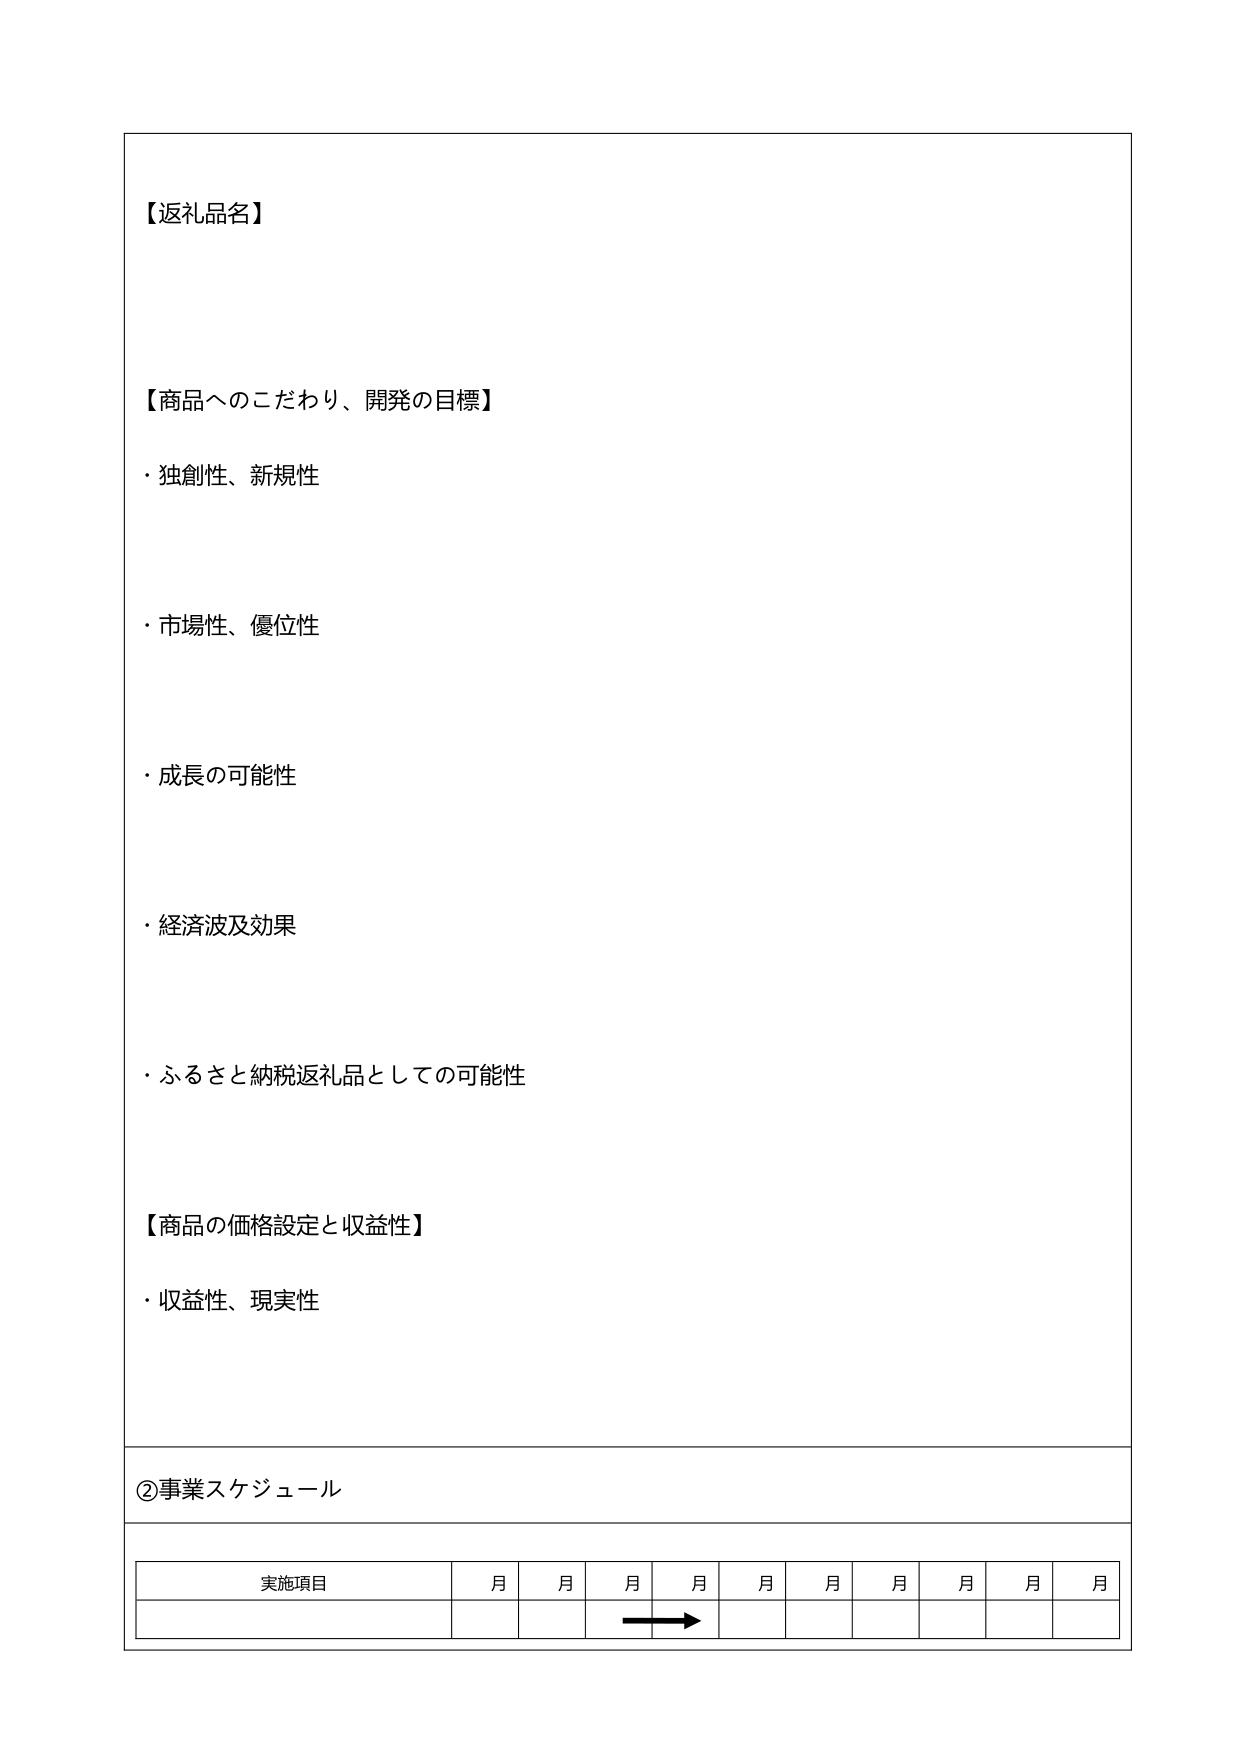 【返礼品名】
【商品へのこだわり、開発の目標】
・独創性、新規性
・市場性、優位性
・成長の可能性
・経済波及効果
・ふるさと納税返礼品としての可能性
【商品の価格設定と収益性】
・収益性、現実性
②事業スケジュール
実施項目 月 月 月 月 月 月 月 月 月 月